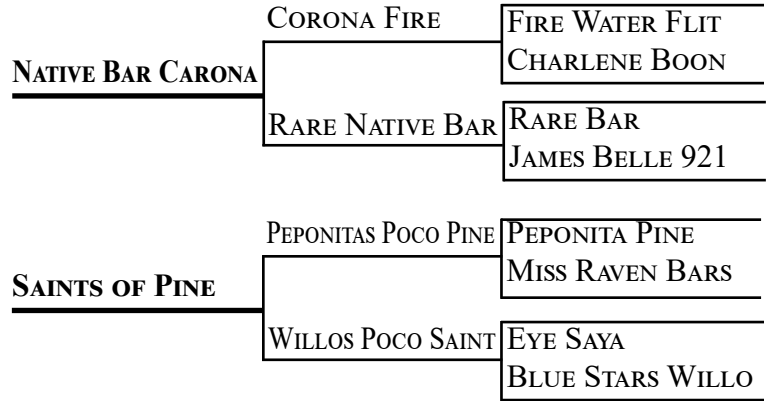 Corona Fire
Fire Water Flit
Native Bar Carona
Charlene Boon
Rare Native Bar
Rare Bar
James Belle 921
Peponitas Poco Pine
Peponita Pine
Saints of Pine
Miss Raven Bars
Willos Poco Saint
Eye Saya
Blue Stars Willo